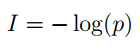 I = − log(p)